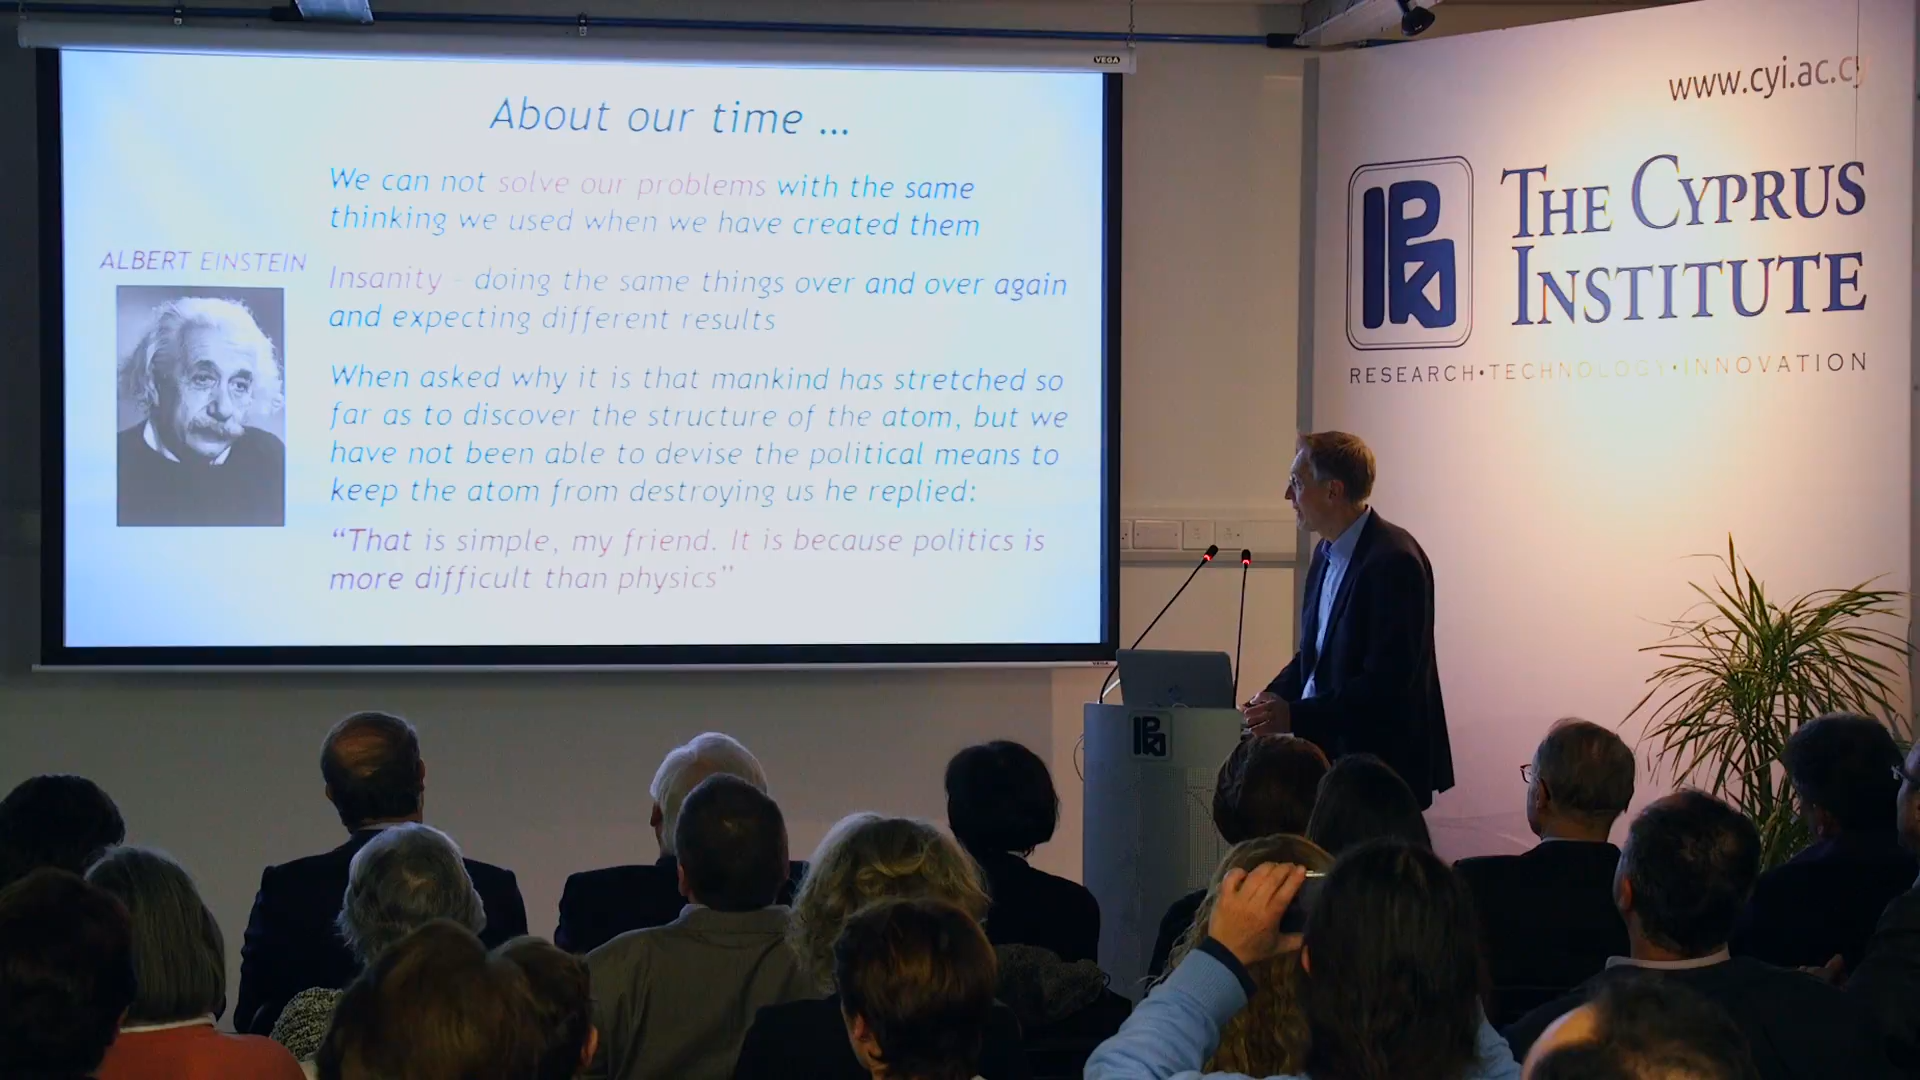 VEGA
About our time ...
We can not solve our problems with the same
thinking we used when we have created them
ALBERT EINSTEIN
Insanity - doing the same things over and over again
and expecting different results
When asked why it is that mankind has stretched so
far as to discover the structure of the atom, but we
have not been able to devise the political means to
keep the atom from destroying us he replied:
“That is simple, my friend. It is because politics is
more difficult than physics”
VEGA
www.cyi.ac.cy
THE CYPRUS
INSTITUTE
RESEARCH•TECHNOLOGY•INNOVATION